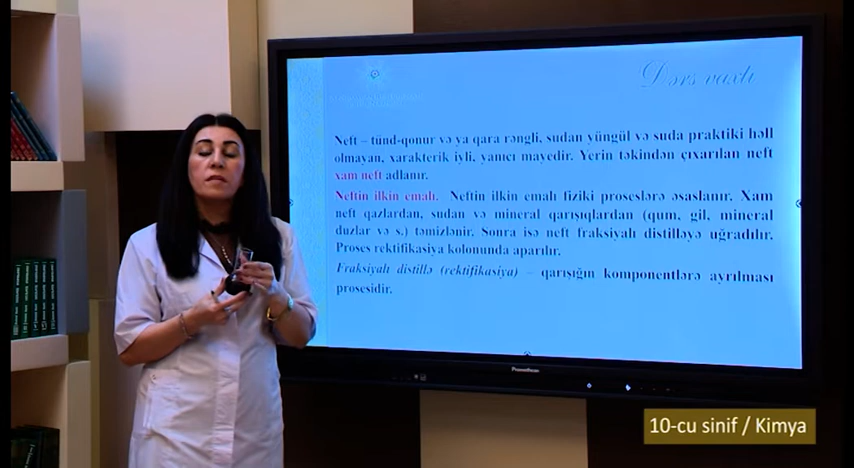 Dərs vaxtı
Neft – tünd-qonur və ya qara rəngli, sudan yüngül və suda praktiki həll
olmayan, xarakterik iyli, yanıcı mayedir. Yerin təkindən çıxarılan neft
xam neft adlanır.
Neftin ilkin emalı. Neftin ilkin emalı fiziki proseslərə əsaslanır. Xam
neft qazlardan, sudan və mineral qarışıqlardan (qum, gil, mineral
duzlar və s.) təmizlənir. Sonra isə neft fraksiyalı distilləyə uğradılır.
Proses rektifikasiya kolonunda aparılır.
Fraksiyalı distillə (rektifikasiya) – qarışığın komponentlərə ayrılması
prosesidir.
Promethean
10-cu sinif / Kimya